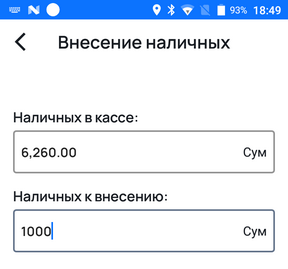 93% 18:49
Внесение наличных
Наличных в кассе:
6,260.00 Сум
Наличных к внесению:
1000 Сум